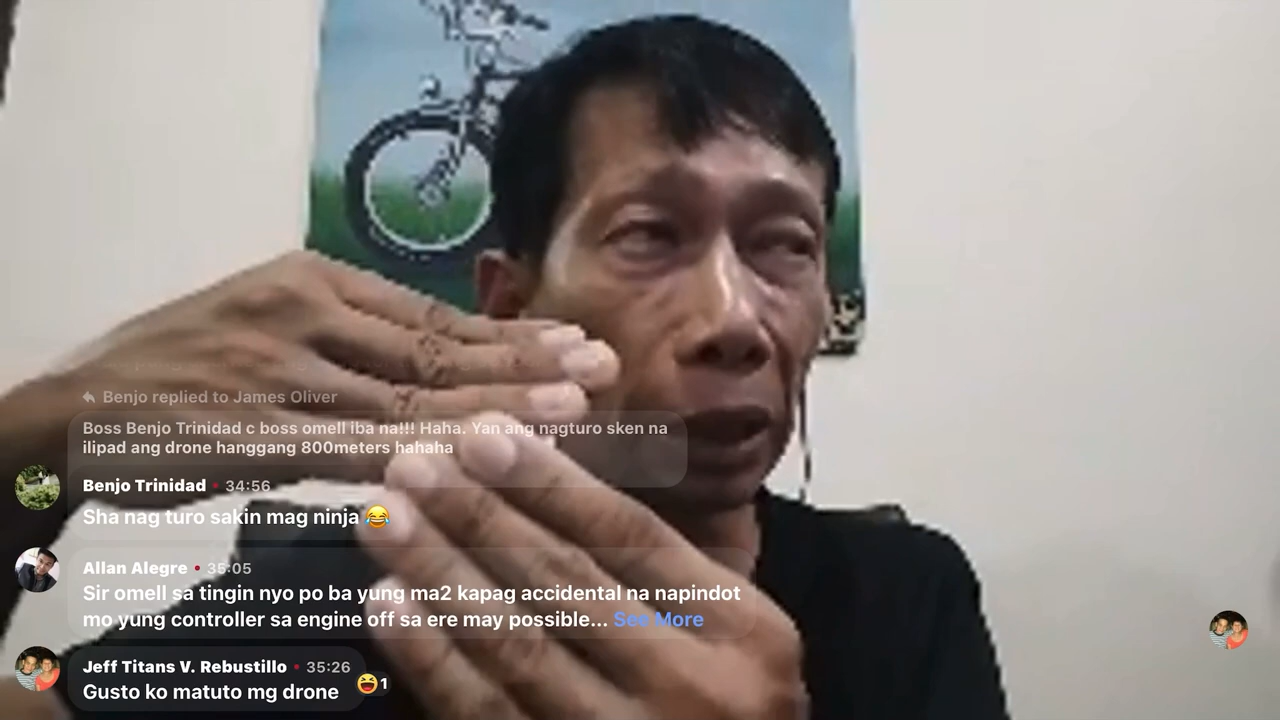 Benjo replied to James Oliver
Boss Benjo Trinidad c boss omell iba na!!! Haha. Yan ang nagturo sken na
ilipad ang drone hanggang 800meters hahaha
Benjo Trinidad • 34:56
Sha nag turo sakin mag ninja 😂
Allan Alegre • 35:05
Sir omell sa tingin nyo po ba yung ma2 kapag accidental na napindot
mo yung controller sa engine off sa ere may possible... See More
Jeff Titans V. Rebustillo • 35:26
Gusto ko matuto mg drone 😆1